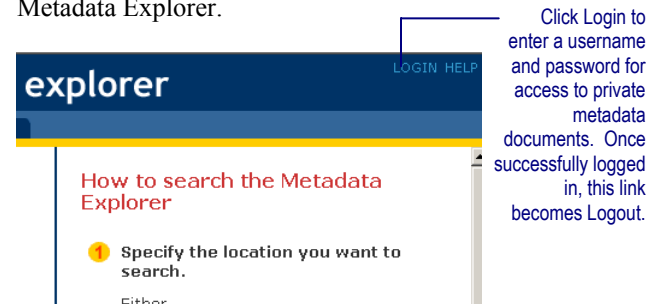 Metadata Explorer.
Click Login to
enter a username
and password for
access to private
metadata
documents. Once
successfully logged
in, this link
becomes Logout.
explorer
LOGIN HELP
How to search the Metadata
Explorer
1 Specify the location you want to
search.
Either